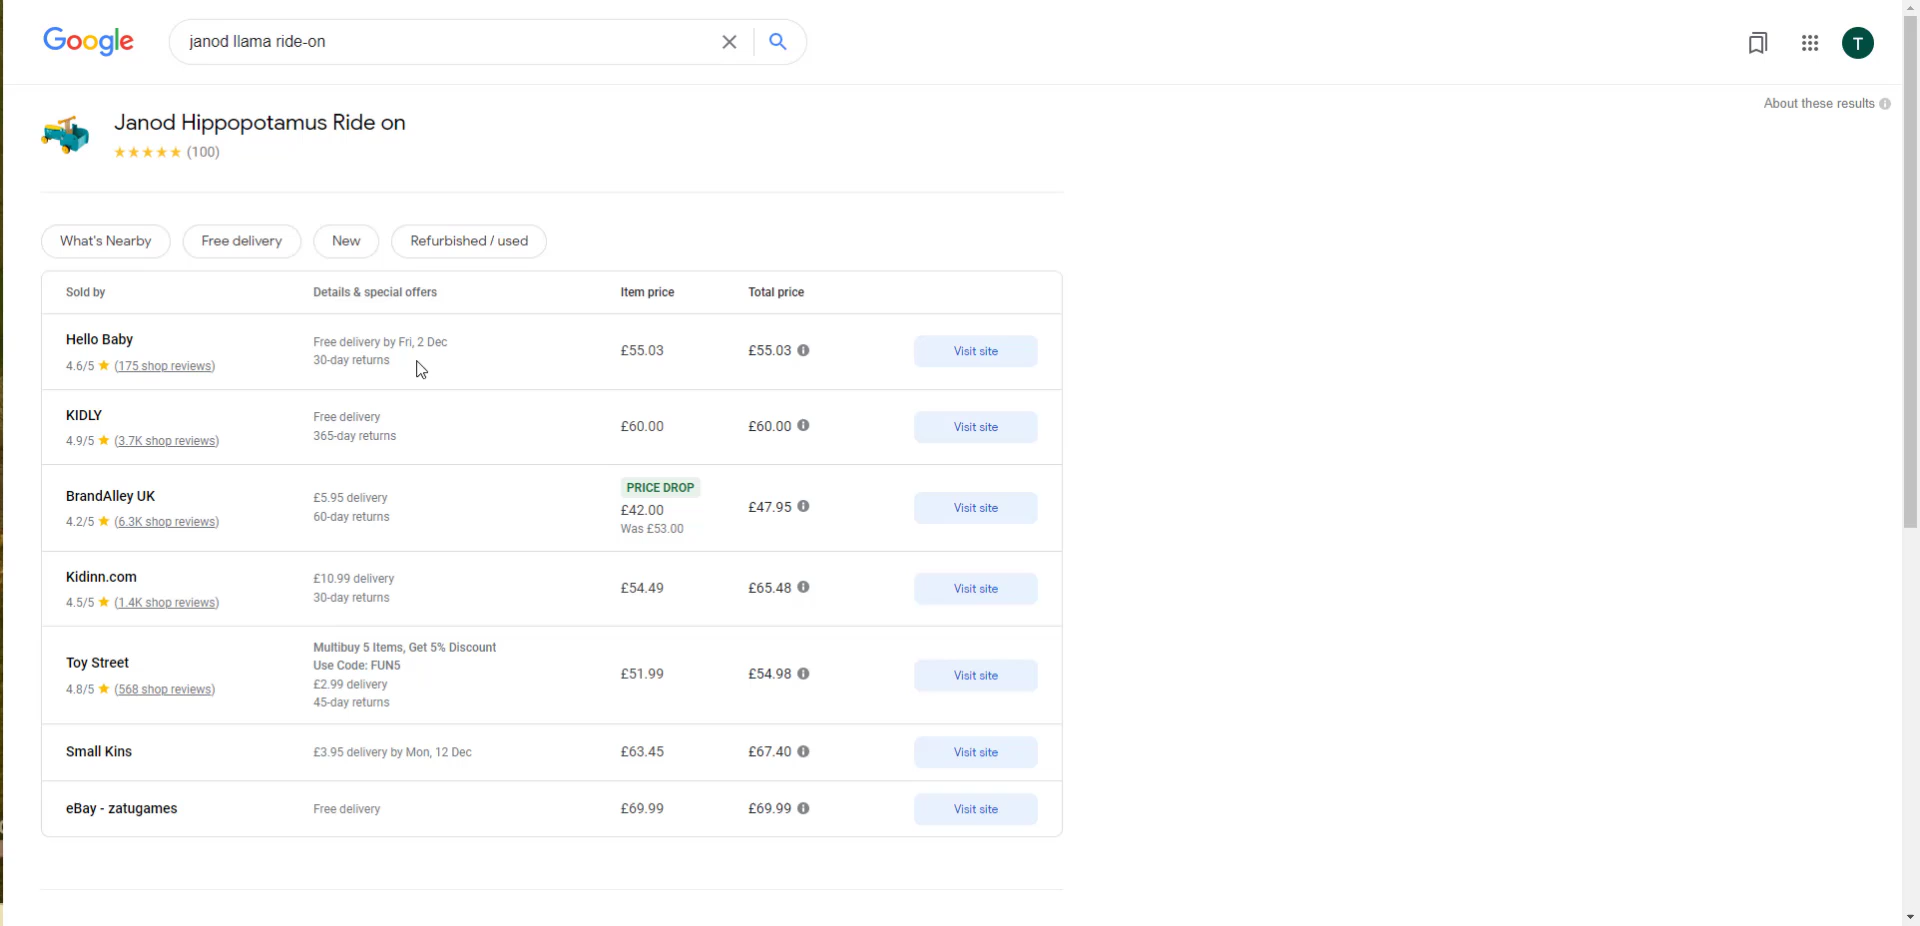 Google
janod llama ride-on
T
About these results
Janod Hippopotamus Ride on
(100)
What's Nearby
Free delivery
New
Refurbished / used
Sold by
Details & special offers
Item price
Total price
Hello Baby
4.6/5 (175 shop reviews)
Free delivery by Fri, 2 Dec
30-day returns
£55.03
£55.03
Visit site
KIDLY
4.9/5 (3.7K shop reviews)
Free delivery
365-day returns
£60.00
£60.00
Visit site
BrandAlley UK
4.2/5 (6.3K shop reviews)
£5.95 delivery
60-day returns
PRICE DROP
£42.00
Was £53.00
£47.95
Visit site
Kidinn.com
4.5/5 (1.4K shop reviews)
£10.99 delivery
30-day returns
£54.49
£65.48
Visit site
Toy Street
4.8/5 (568 shop reviews)
Multibuy 5 Items, Get 5% Discount
Use Code: FUN5
£2.99 delivery
45-day returns
£51.99
£54.98
Visit site
Small Kins
£3.95 delivery by Mon, 12 Dec
£63.45
£67.40
Visit site
eBay - zatugames
Free delivery
£69.99
£69.99
Visit site